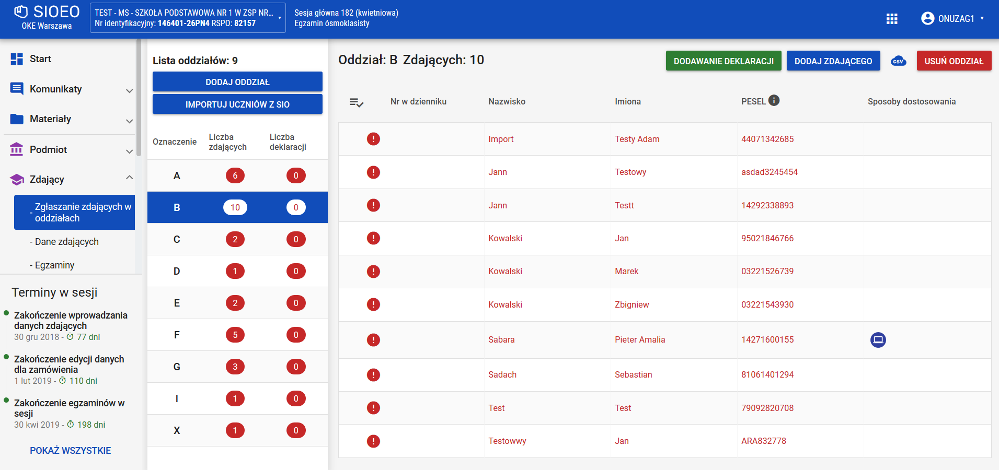 SIOEO
OKE Warszawa
TEST - MS - SZKOŁA PODSTAWOWA NR 1 W ZSP NR...
Nr identyfikacyjny: 146401-26PN4 RSPO: 82157
Sesja główna 182 (kwietniowa)
Egzamin ósmoklasisty
ONUZAG1
Start
Komunikaty
Materiały
Podmiot
Zdający
- Zgłaszanie zdających w
oddziałach
- Dane zdających
- Egzaminy
Terminy w sesji
Zakończenie wprowadzania
danych zdających
30 gru 2018 - 77 dni
Zakończenie edycji danych
dla zamówienia
1 lut 2019 - 110 dni
Zakończenie egzaminów w
sesji
30 kwi 2019 - 198 dni
POKAŻ WSZYSTKIE
Lista oddziałów: 9
DODAJ ODDZIAŁ
IMPORTUJ UCZNIÓW Z SIO
Oznaczenie Liczba zdających Liczba deklaracji
A 6 0
B 10 0
C 2 0
D 1 0
E 2 0
F 5 0
G 3 0
I 1 0
X 1 0
Oddział: B Zdających: 10
DODAWANIE DEKLARACJI
DODAJ ZDAJĄCEGO
CSV
USUŃ ODDZIAŁ
Nr w dzienniku Nazwisko Imiona PESEL Sposoby dostosowania
Import Testy Adam 44071342685
Jann Testowy asdad3245454
Jann Testt 14292338893
Kowalski Jan 95021846766
Kowalski Marek 03221526739
Kowalski Zbigniew 03221543930
Sabara Pieter Amalia 14271600155
Sadach Sebastian 81061401294
Test Test 79092820708
Testowwy Jan ARA832778